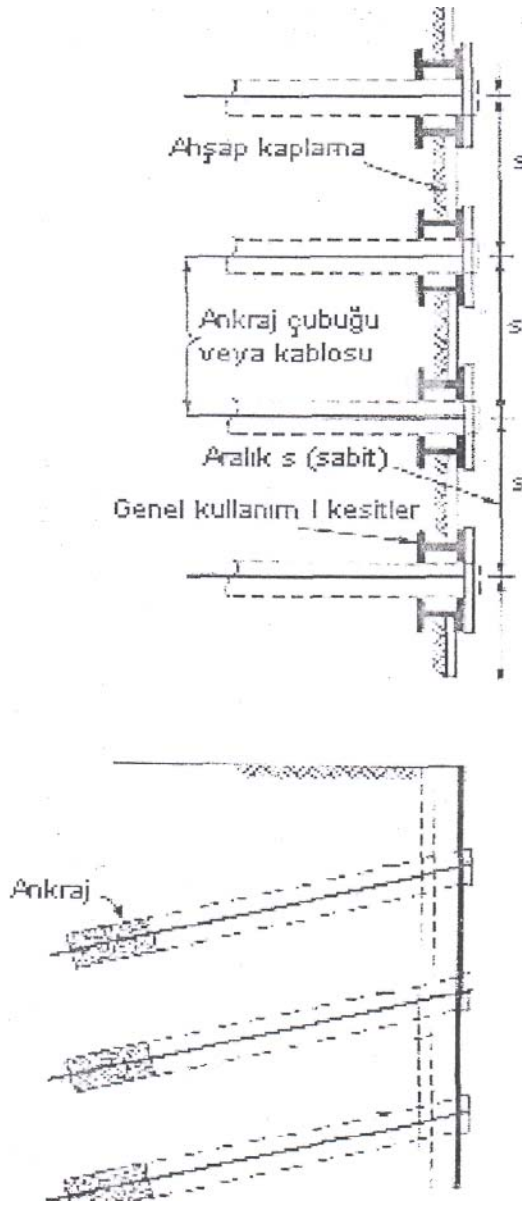 Ahşap kaplama
s
Ankraj çubuğu
veya kablosu
s
Aralık s (sabit)
s
Genel kullanım I kesitler
Ankraj